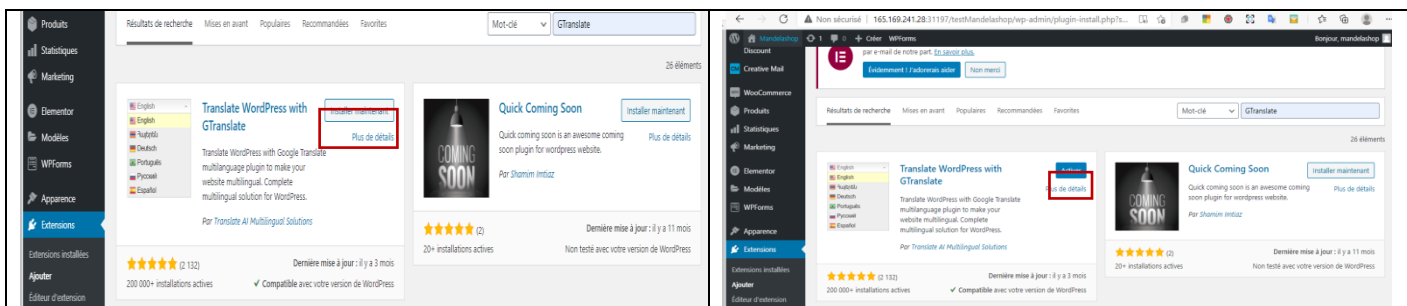 Produits
Statistiques
Marketing
Elementor
Modèles
WPForms
Apparence
Extensions
Extensions installées
Ajouter
Éditeur d'extension
Résultats de recherche Mises en avant Populaires Recommandées Favorites
Mot-clé GTranslate
26 éléments
English
English
Հայերեն
Deutsch
Português
Русский
Español
Translate WordPress with
GTranslate
Installer maintenant
Plus de détails
Translate WordPress with Google Translate
multilanguage plugin to make your
website multilingual. Complete
multilingual solution for WordPress.
Par Translate AI Multilingual Solutions
(2 132)
200 000+ installations actives
Dernière mise à jour : il y a 3 mois
Compatible avec votre version de WordPress
COMING
SOON
Quick Coming Soon
Installer maintenant
Quick coming soon is an awesome coming
soon plugin for wordpress website.
Plus de détails
Par Shamim Imtiaz
(2)
20+ installations actives
Dernière mise à jour : il y a 11 mois
Non testé avec votre version de WordPress
Non sécurisé | 165.169.241.28:31197/testMandelashop/wp-admin/plugin-install.php?s...
Mandelashop 1 0 + Créer WPForms
Bonjour, mandelashop
Discount
Creative Mail
WooCommerce
Produits
Statistiques
Marketing
Elementor
Modèles
WPForms
Apparence
Extensions
Extensions installées
Ajouter
Éditeur d'extension
par e-mail de notre part. En savoir plus.
Évidemment ! J'adorerais aider Non merci
Résultats de recherche Mises en avant Populaires Recommandées Favorites
Mot-clé GTranslate
26 éléments
English
English
Հայերեն
Deutsch
Português
Русский
Español
Translate WordPress with
GTranslate
Activer
Plus de détails
Translate WordPress with Google Translate
multilanguage plugin to make your
website multilingual. Complete
multilingual solution for WordPress.
Par Translate AI Multilingual Solutions
(2 132)
200 000+ installations actives
Dernière mise à jour : il y a 3 mois
Compatible avec votre version de WordPress
COMING
SOON
Quick Coming Soon
Installer maintenant
Quick coming soon is an awesome coming
soon plugin for wordpress website.
Plus de détails
Par Shamim Imtiaz
(2)
20+ installations actives
Dernière mise à jour : il y a 11 mois
Non testé avec votre version de WordPress